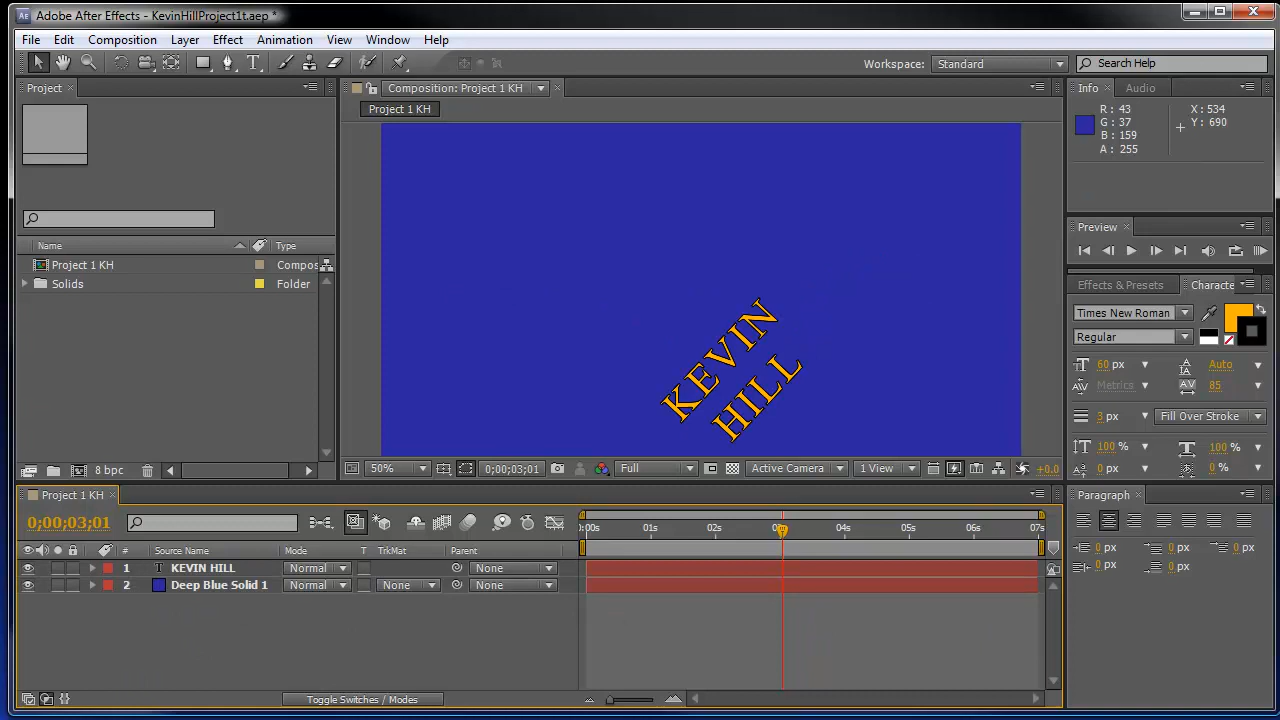 Adobe After Effects - KevinHillProject1t.aep *
File Edit Composition Layer Effect Animation View Window Help
Workspace: Standard Search Help
Project Composition: Project 1 KH Info Audio
Project 1 KH
R : 43 X : 534
G : 37 Y : 690
B : 159
A : 255
KEVIN
HILL
Preview
Name Type
Project 1 KH Compos
Solids Folder
Effects & Presets Characte
Times New Roman
Regular
60 px Auto
Metrics 85
3 px Fill Over Stroke
100 % 100 %
0 px 0 %
8 bpc 50% 0;00;03;01 Full Active Camera 1 View +0.0
Project 1 KH
0;00;03;01
:00s 01s 02s 04s 05s 06s 07s
# Source Name Mode T TrkMat Parent
1 T KEVIN HILL Normal None
2 Deep Blue Solid 1 Normal None None
Toggle Switches / Modes
Paragraph
0 px 0 px 0 px
0 px 0 px